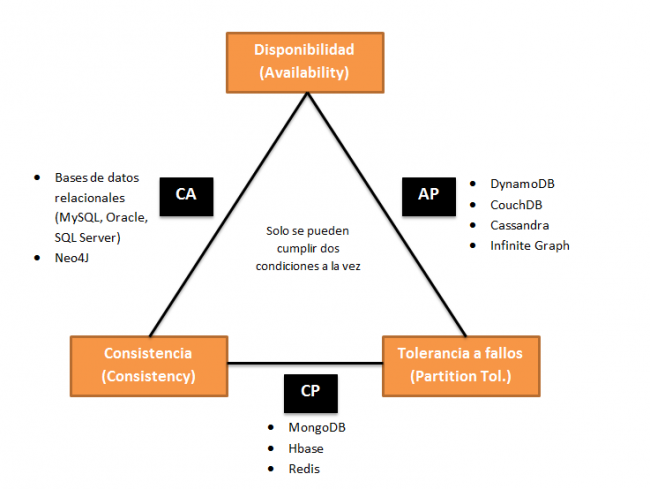 Disponibilidad
(Availability)
• Bases de datos
relacionales
(MySQL, Oracle,
SQL Server)
• Neo4J
CA
Solo se pueden
cumplir dos
condiciones a la vez
AP
• DynamoDB
• CouchDB
• Cassandra
• Infinite Graph
Consistencia
(Consistency)
Tolerancia a fallos
(Partition Tol.)
CP
• MongoDB
• Hbase
• Redis